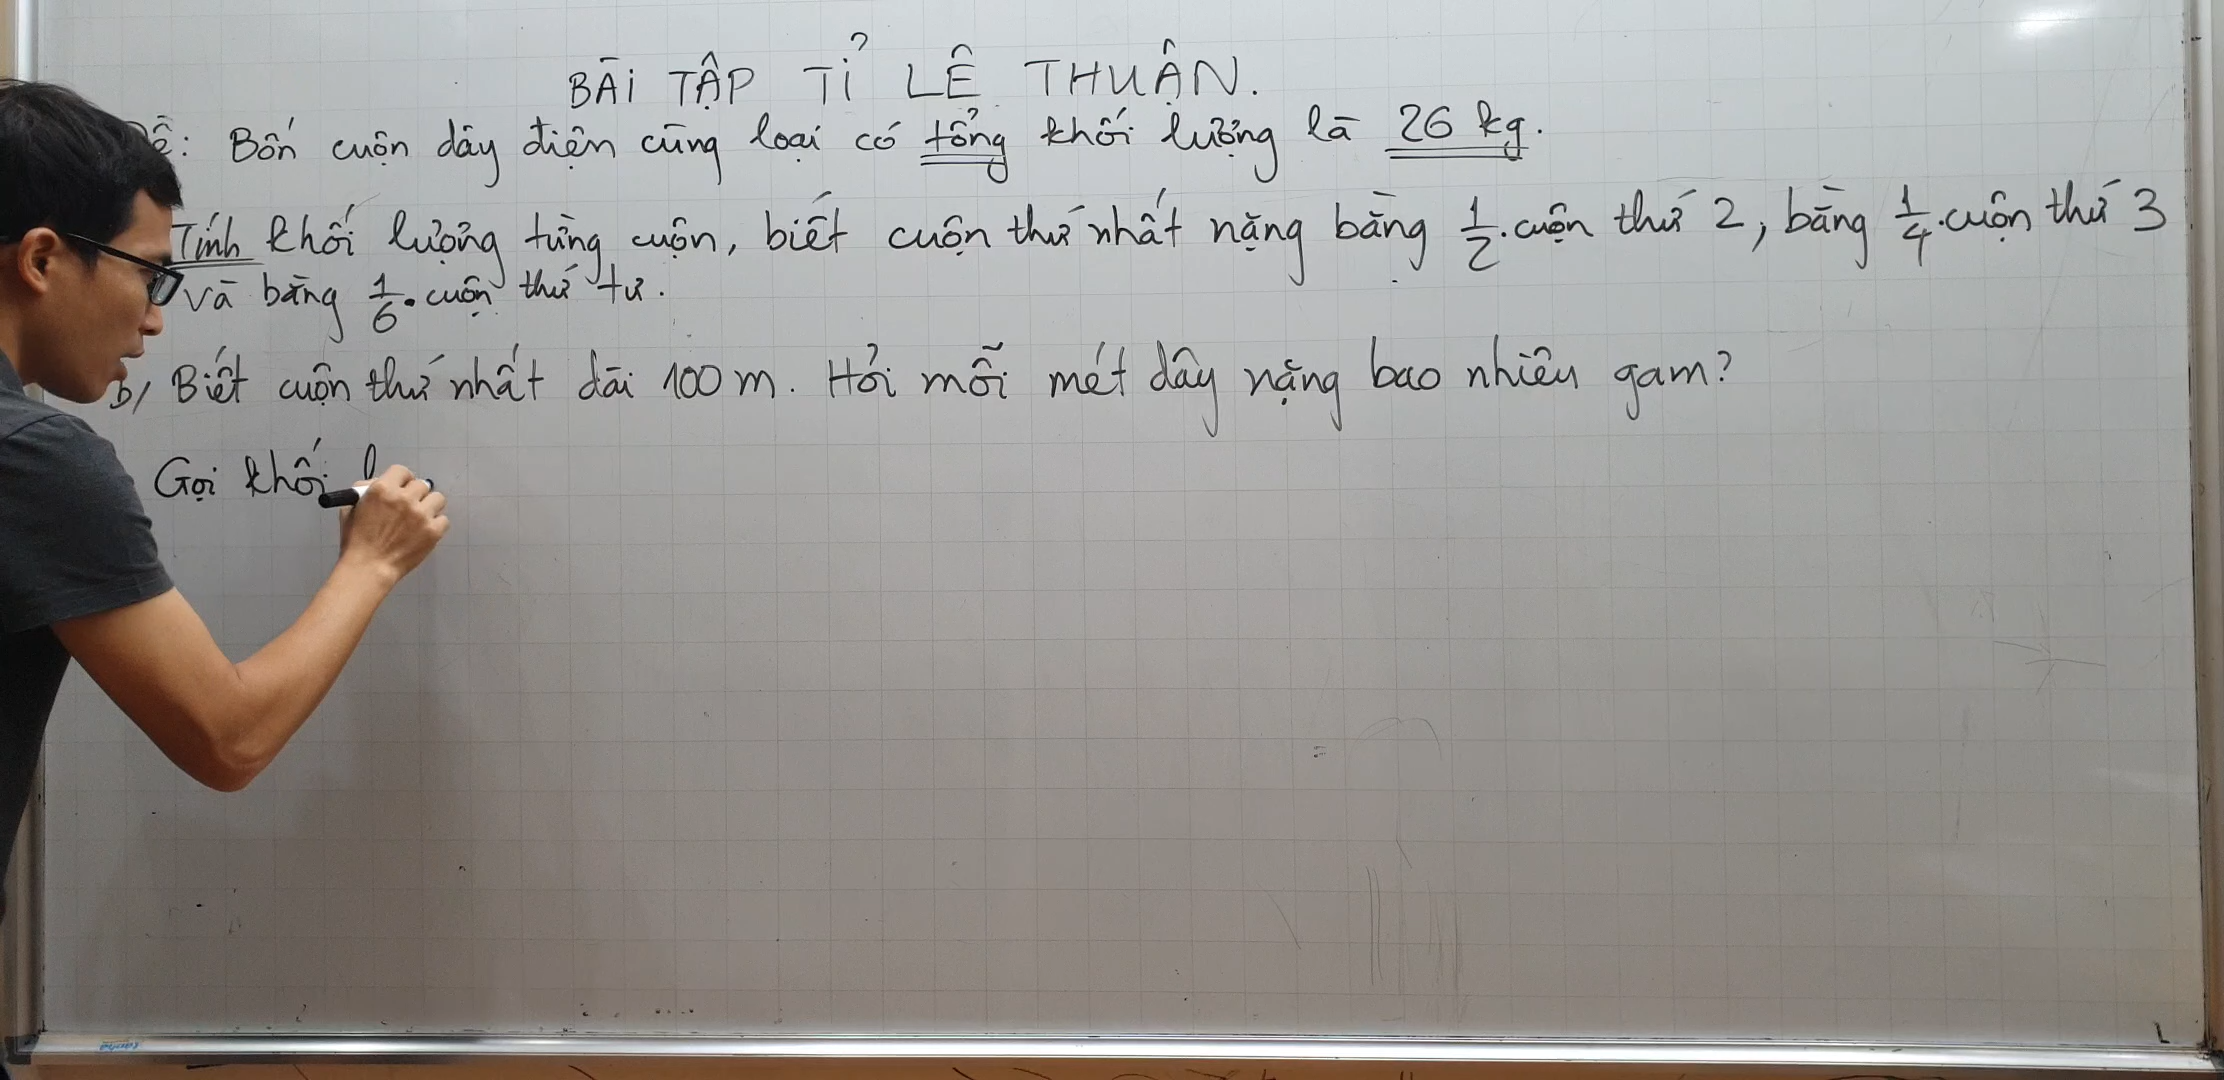 BÀI TẬP TỈ LỆ THUẬN.
Đề: Bốn cuộn dây điện cùng loại có tổng khối lượng là 26 kg.
Tính khối lượng từng cuộn, biết cuộn thứ nhất nặng bằng 1/2. cuộn thứ 2, bằng 1/4. cuộn thứ 3
và bằng 1/6. cuộn thứ tư.
b/ Biết cuộn thứ nhất dài 100 m. Hỏi mỗi mét dây nặng bao nhiêu gam?
Gọi khối